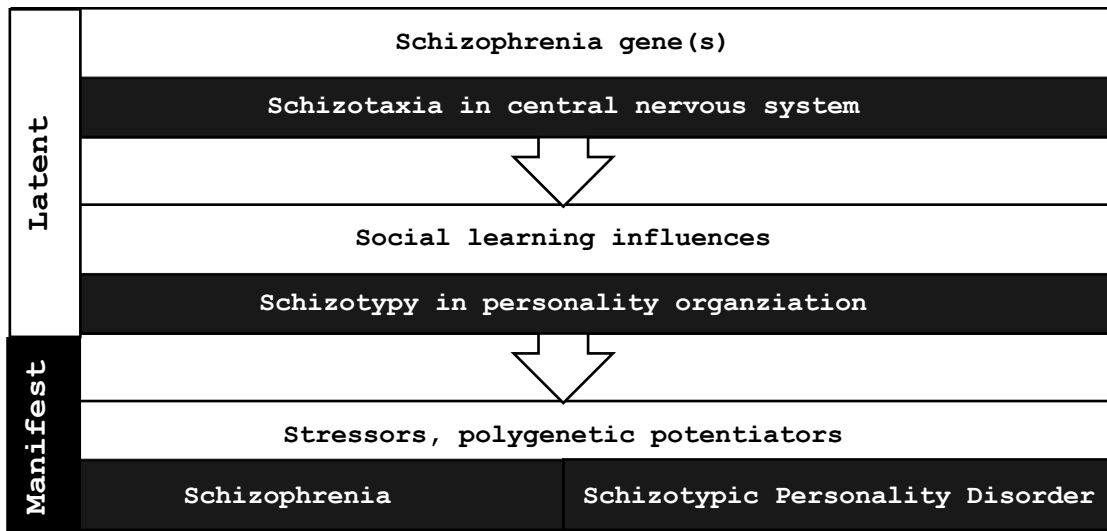 Latent
Schizophrenia gene(s)
Schizotaxia in central nervous system
Social learning influences
Schizotypy in personality organziation
Manifest
Stressors, polygenetic potentiators
Schizophrenia
Schizotypic Personality Disorder